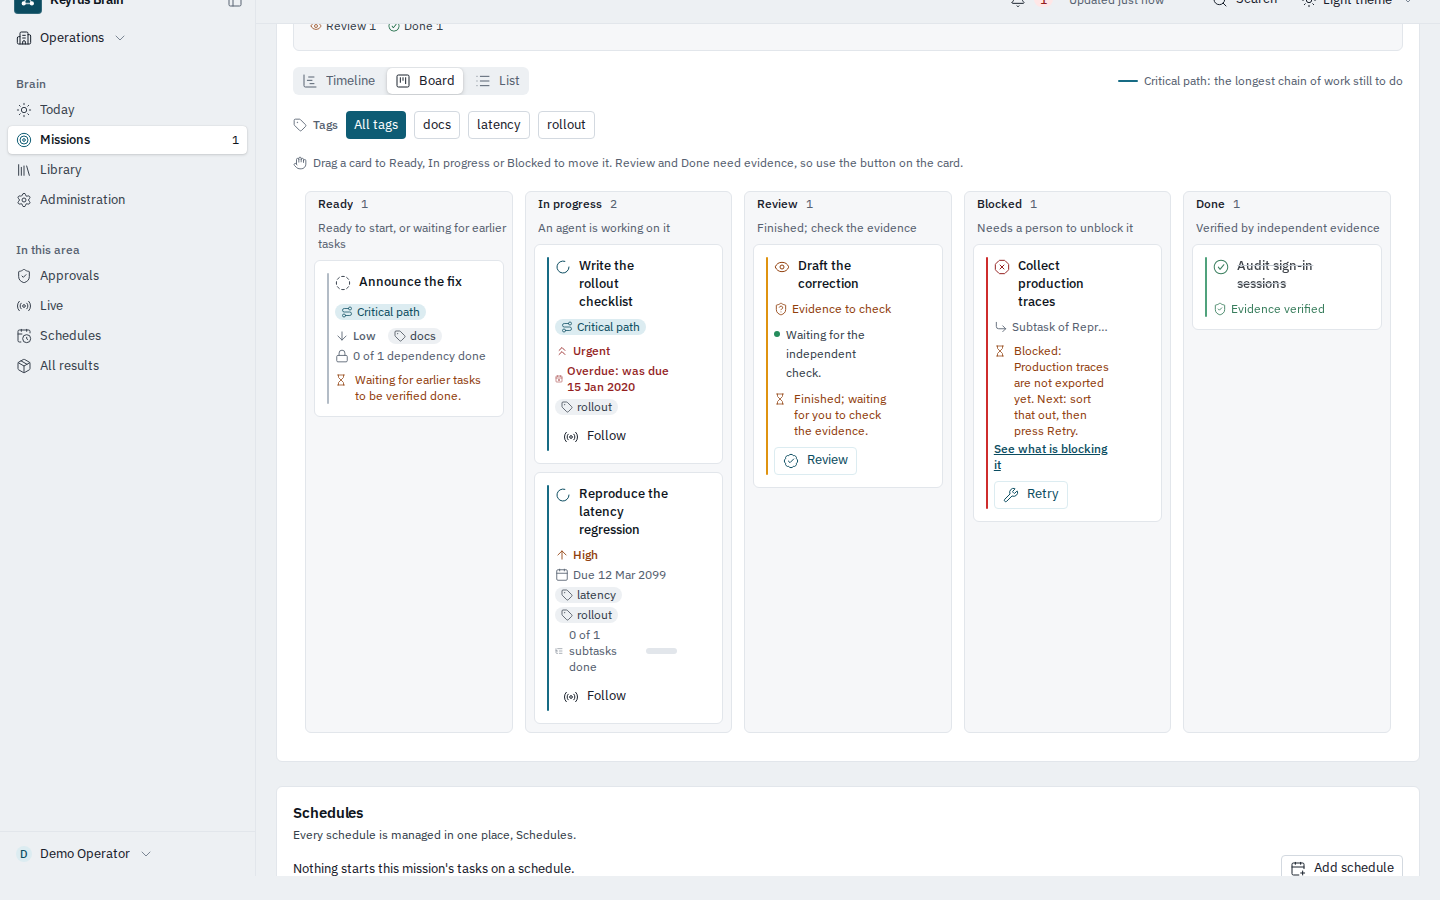 Keyrus Brain
1
Updated just now
Search
Light theme
Operations
Brain
Today
Missions 1
Library
Administration
In this area
Approvals
Live
Schedules
All results
Demo Operator
D
Review 1
Done 1
Timeline
Board
List
Critical path: the longest chain of work still to do
Tags
All tags
docs
latency
rollout
Drag a card to Ready, In progress or Blocked to move it. Review and Done need evidence, so use the button on the card.
Ready 1
Ready to start, or waiting for earlier
tasks
Announce the fix
Critical path
Low
docs
0 of 1 dependency done
Waiting for earlier tasks
to be verified done.
In progress 2
An agent is working on it
Write the
rollout
checklist
Critical path
Urgent
Overdue: was due
15 Jan 2020
rollout
Follow
Reproduce the
latency
regression
High
Due 12 Mar 2099
latency
rollout
0 of 1
subtasks
done
Follow
Review 1
Finished; check the evidence
Draft the
correction
Evidence to check
Waiting for the
independent
check.
Finished; waiting
for you to check
the evidence.
Review
Blocked 1
Needs a person to unblock it
Collect
production
traces
Subtask of Repr...
Blocked:
Production traces
are not exported
yet. Next: sort
that out, then
press Retry.
See what is blocking
it
Retry
Done 1
Verified by independent evidence
Audit sign-in
sessions
Evidence verified
Schedules
Every schedule is managed in one place, Schedules.
Nothing starts this mission's tasks on a schedule.
Add schedule